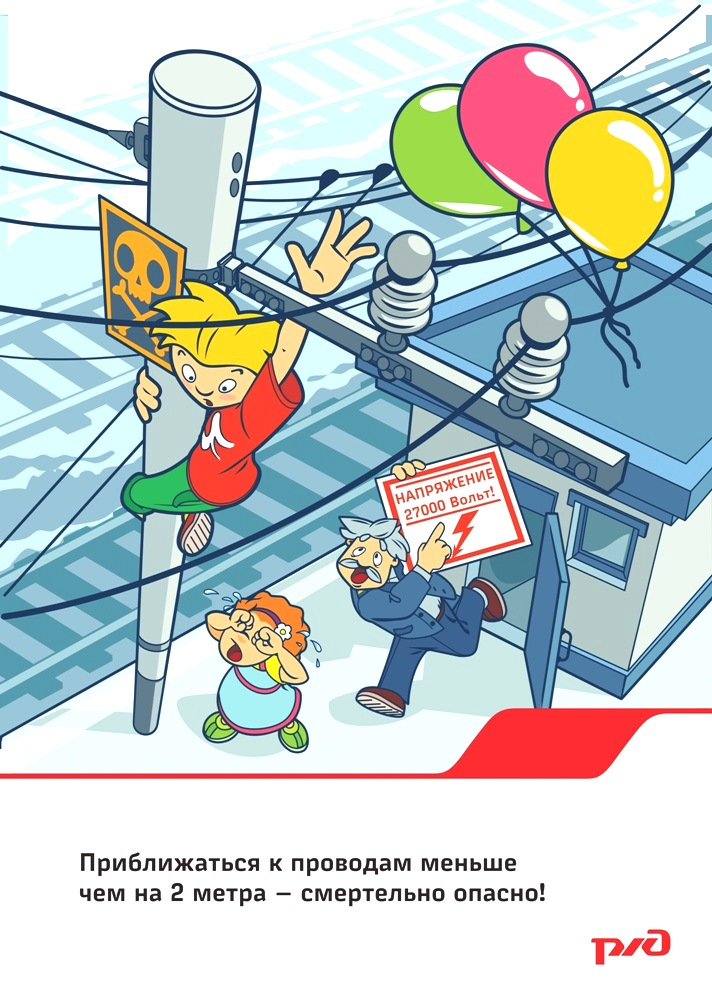 НАПРЯЖЕНИЕ
27000 Вольт!
Приближаться к проводам меньше
чем на 2 метра – смертельно опасно!
ржд